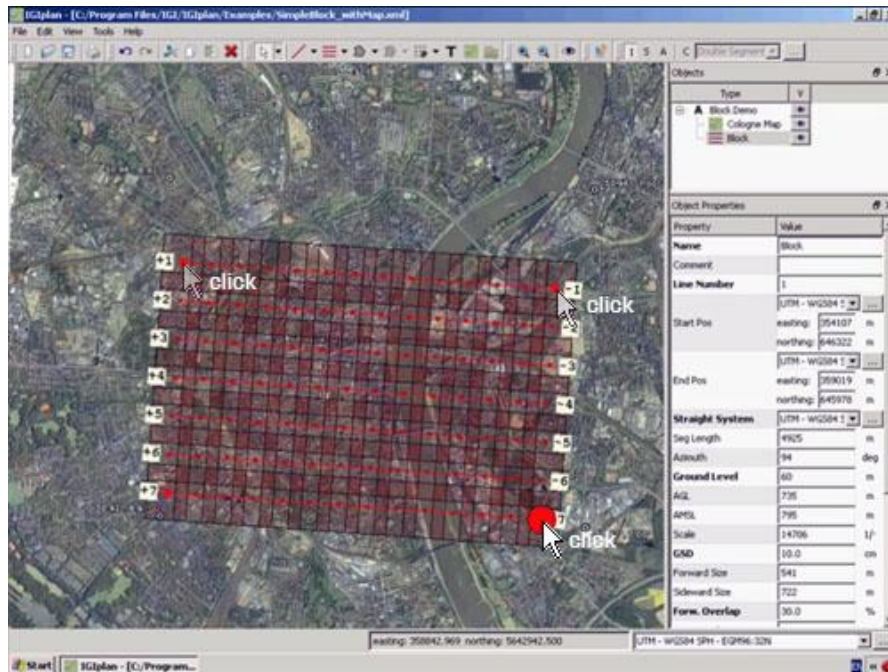 IGIplan - [C:/Program Files/IGI/IGIplan/Examples/SimpleBlock_withMap.xml]
File Edit View Tools Help
I S A C Double Segment ...
Objects
Type V
A Block Demo
Cologne Map
Block
Object Properties
Property Value
Name Block
Comment
Line Number 1
UTM - WGS84 S ...
Start Pos easting: 354107 m
northing: 646322 m
UTM - WGS84 S ...
End Pos easting: 359019 m
northing: 645978 m
Straight System UTM - WGS84 S ...
Seg Length 4925 m
Azimuth 94 deg
Ground Level 60 m
AGL 735 m
AMSL 795 m
Scale 14706 1/
GSD 10.0 cm
Forward Size 541 m
Sideward Size 722 m
Forw. Overlap 30.0 %
+1 click -1 click
+2 -2
+3 -3
+4 -4
+5 -5
+6 -6
+7 7
click
easting: 358842.969 northing: 5642942.500 UTM - WGS84 SPH - EGM96:32N
Start IGIplan - [C:/Program...